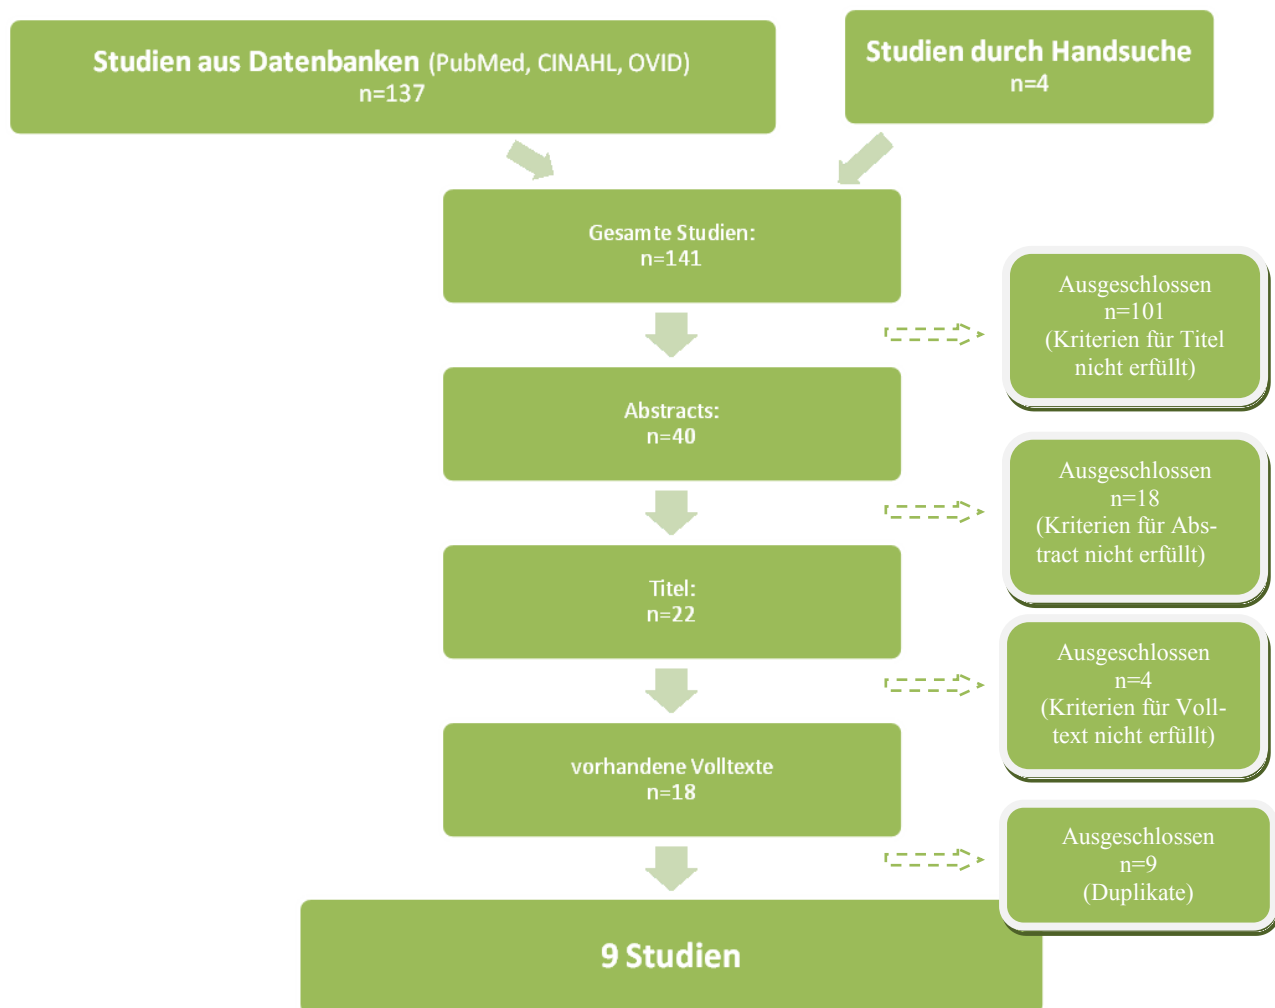 Studien aus Datenbanken (PubMed, CINAHL, OVID)
n=137
Studien durch Handsuche
n=4
Gesamte Studien:
n=141
Ausgeschlossen
n=101
(Kriterien für Titel
nicht erfüllt)
Abstracts:
n=40
Ausgeschlossen
n=18
(Kriterien für Abs-
tract nicht erfüllt)
Titel:
n=22
Ausgeschlossen
n=4
(Kriterien für Voll-
text nicht erfüllt)
vorhandene Volltexte
n=18
Ausgeschlossen
n=9
(Duplikate)
9 Studien